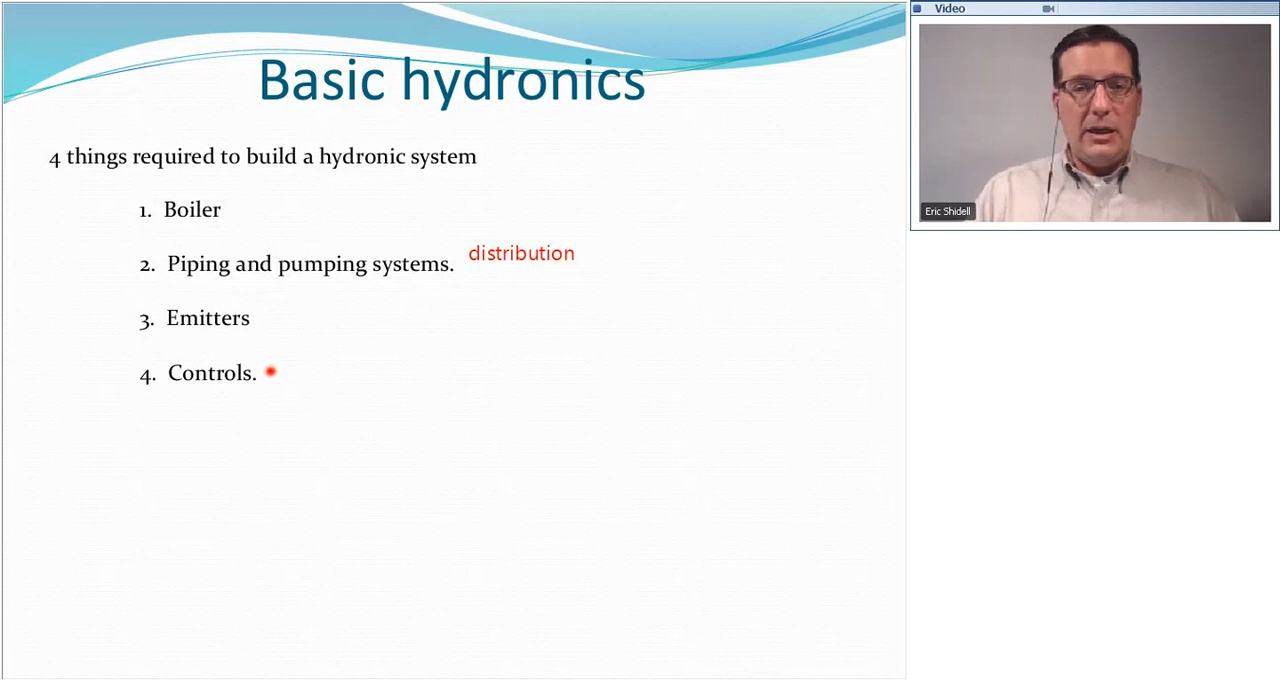 Basic hydronics
4 things required to build a hydronic system
1. Boiler
2. Piping and pumping systems. distribution
3. Emitters
4. Controls.
Video
Eric Shidell